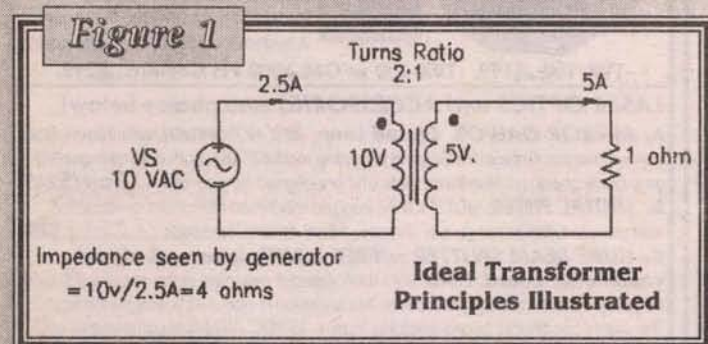 Figure 1
Turns Ratio
2:1
2.5A
5A
VS
10 VAC
10V
5V.
1 ohm
Impedance seen by generator
=10v/2.5A=4 ohms
Ideal Transformer
Principles Illustrated